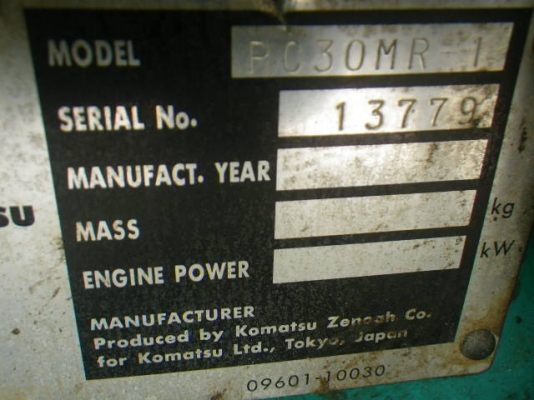 MODEL PC30MR-1
SERIAL No. 13779
MANUFACT. YEAR
MASS kg
SU
ENGINE POWER kW
MANUFACTURER
Produced by Komatsu Zenoah Co.
for Komatsu Ltd., Tokyo, Japan
09601-10030